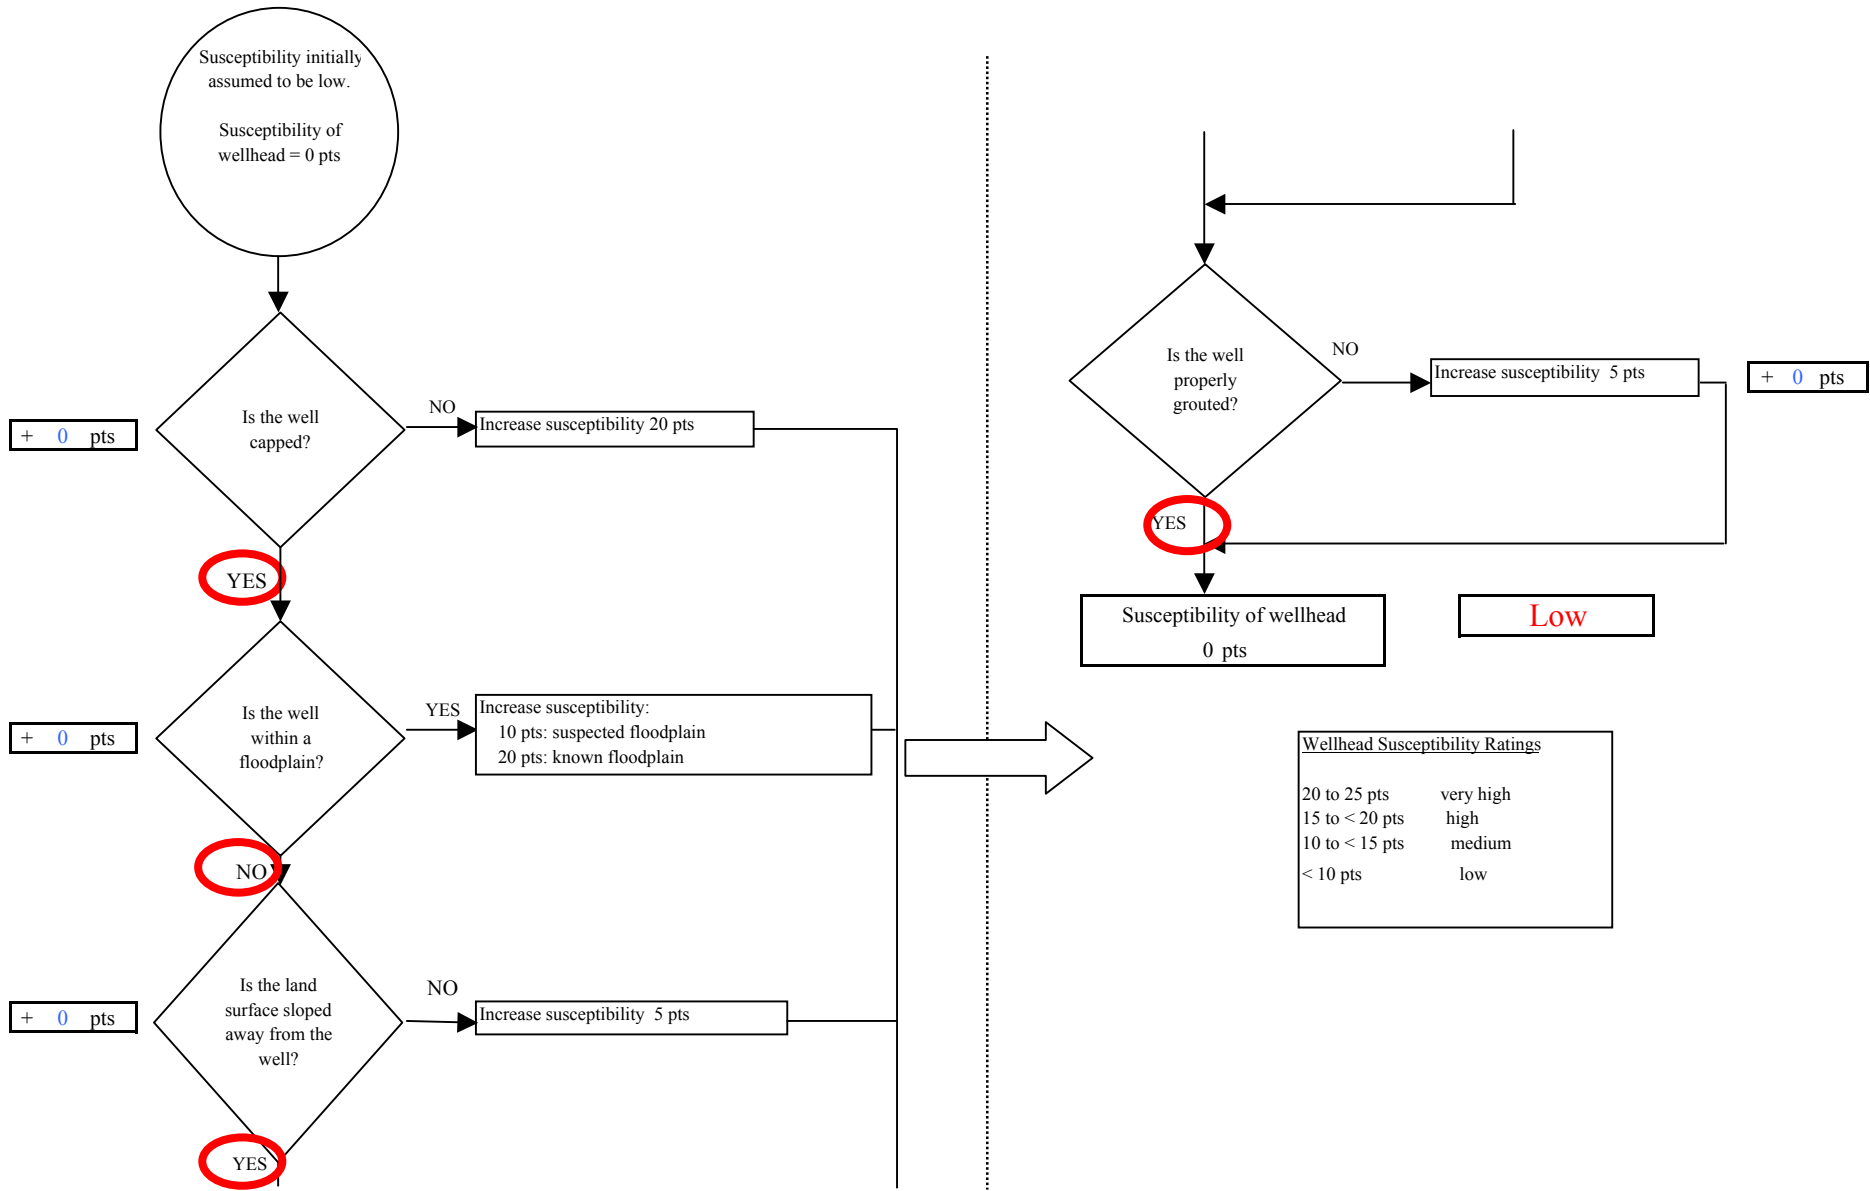 Susceptibility initially
assumed to be low.
Susceptibility of
wellhead = 0 pts
Is the well
capped?
NO
Increase susceptibility 20 pts
+ 0 pts
YES
Is the well
within a
floodplain?
YES
Increase susceptibility:
10 pts: suspected floodplain
20 pts: known floodplain
+ 0 pts
NO
Is the land
surface sloped
away from the
well?
NO
Increase susceptibility 5 pts
+ 0 pts
YES
Is the well
properly
grouted?
NO
Increase susceptibility 5 pts
+ 0 pts
YES
Susceptibility of wellhead
0 pts
Low
Wellhead Susceptibility Ratings
20 to 25 pts very high
15 to < 20 pts high
10 to < 15 pts medium
< 10 pts low